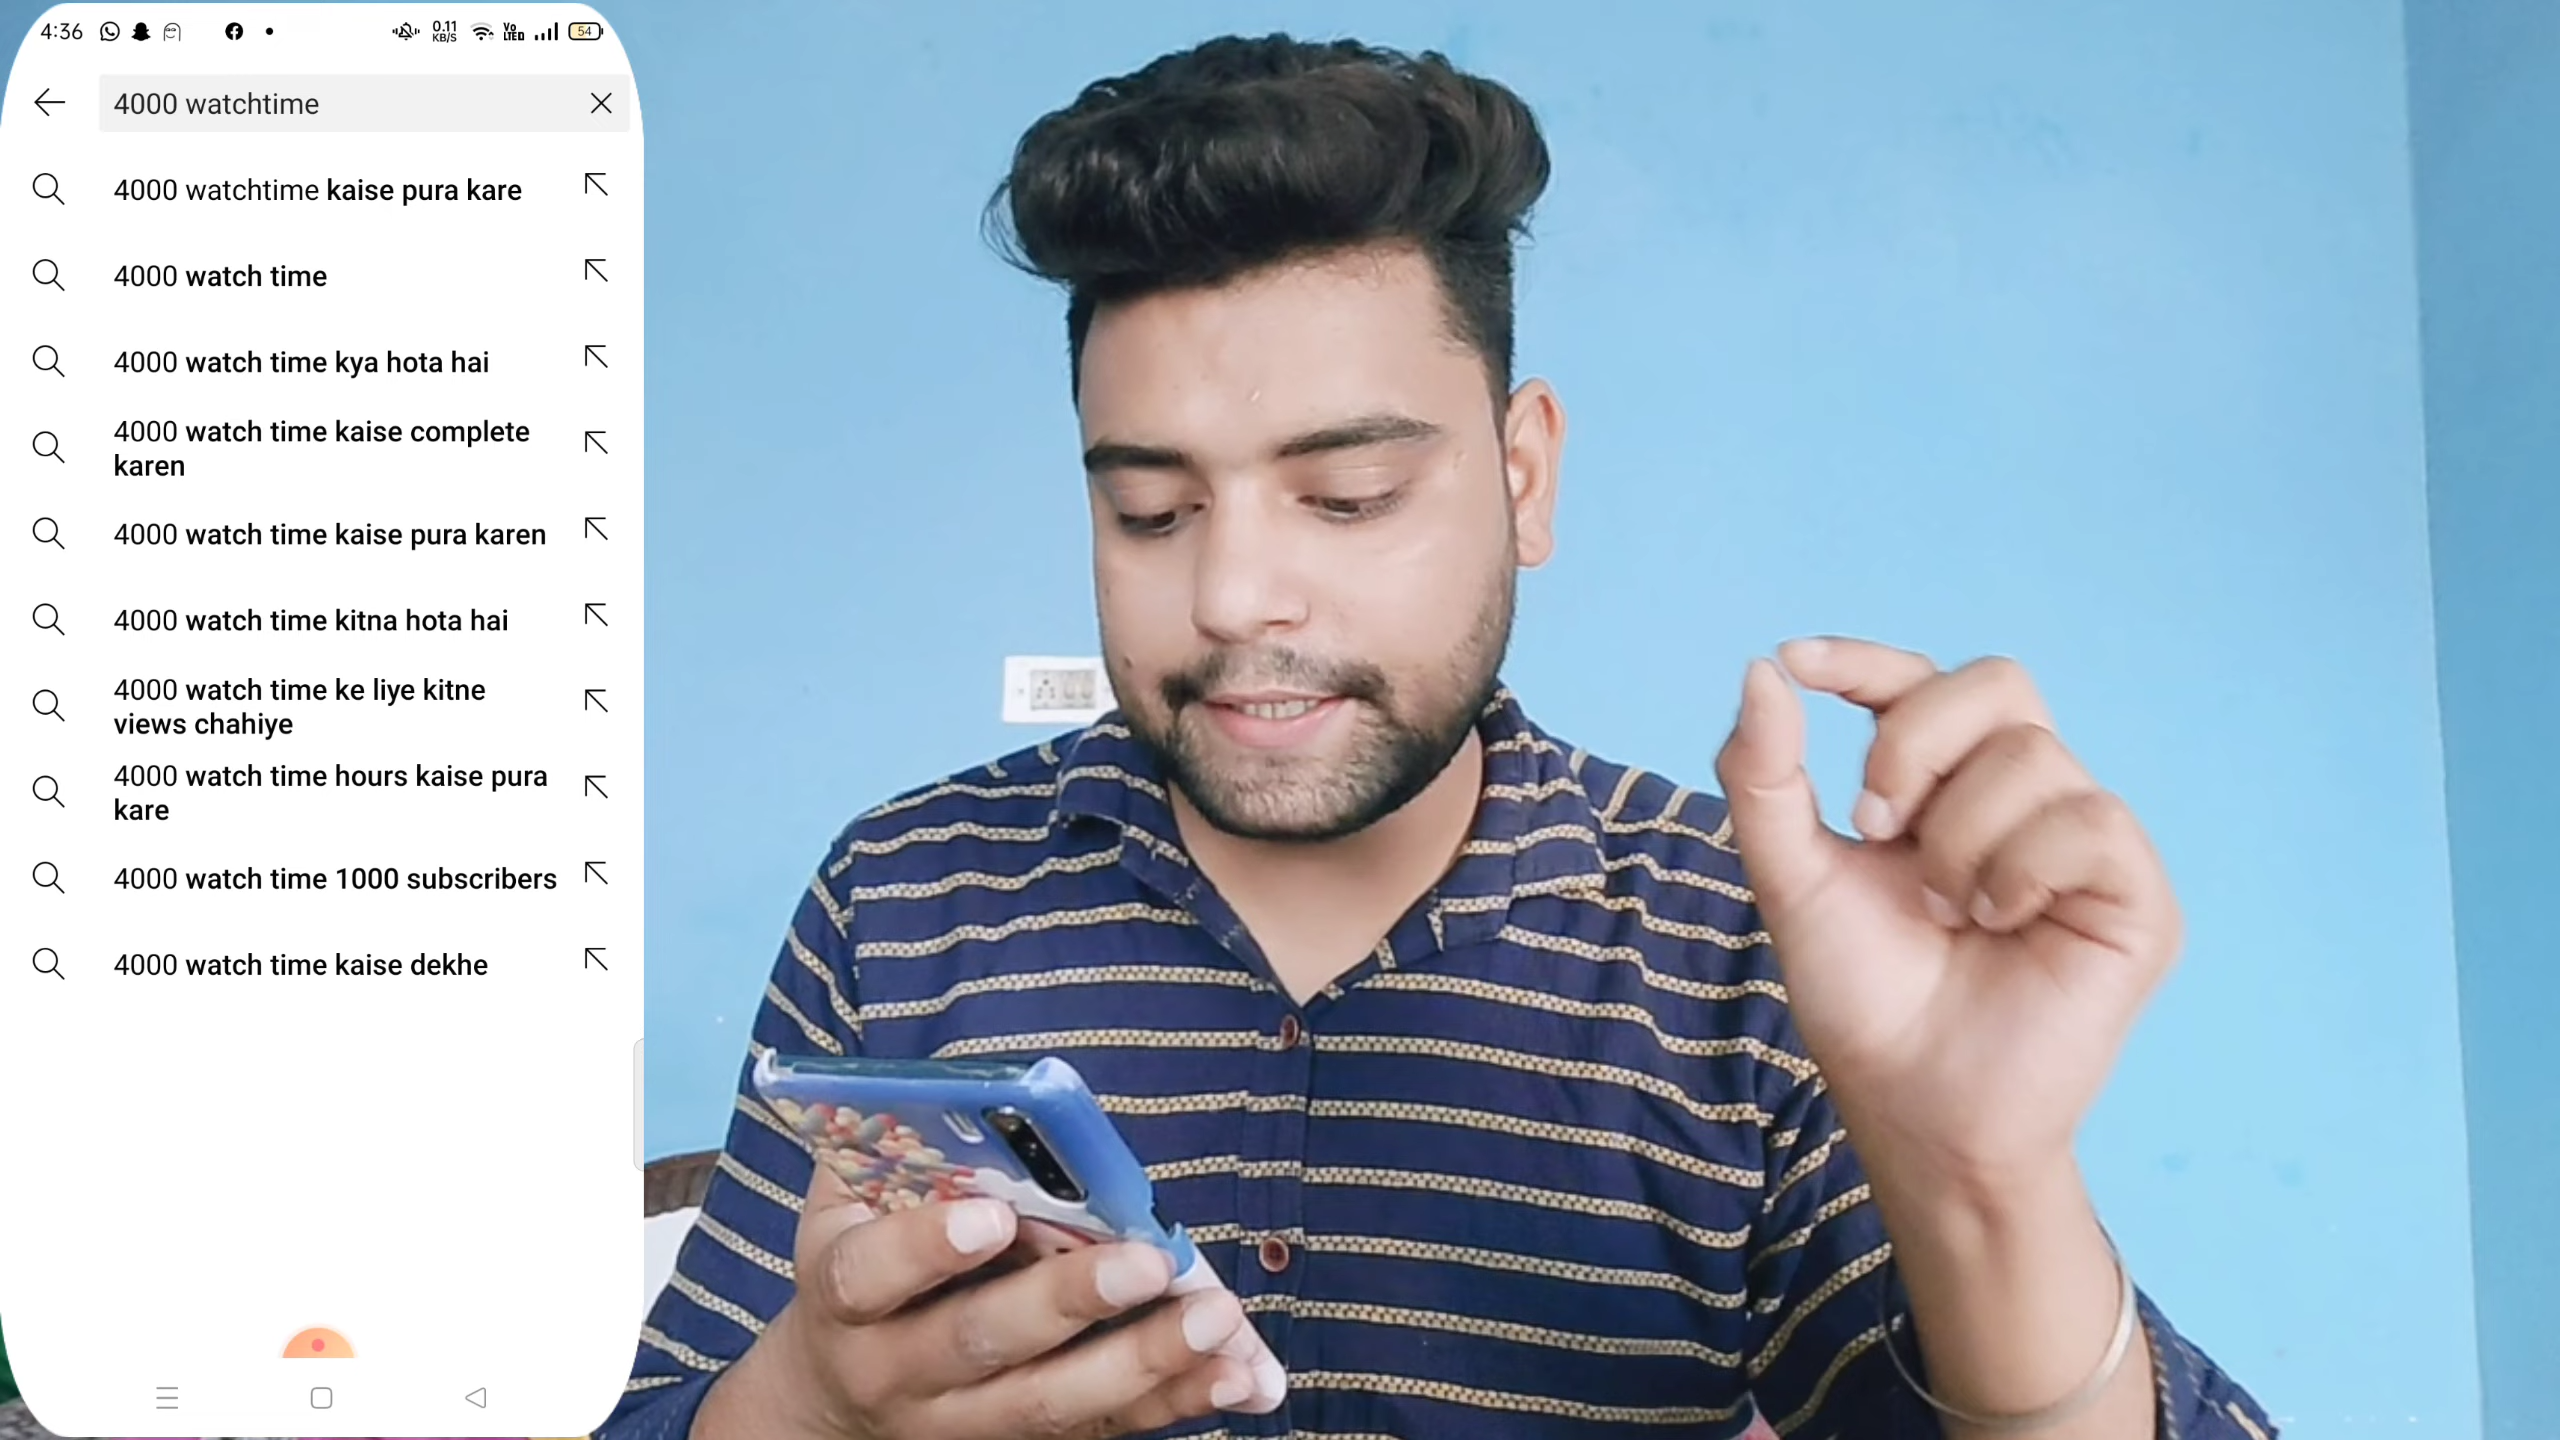 4:36
0.11
KB/S
Vo
LTED
54
4000 watchtime
4000 watchtime kaise pura kare
4000 watch time
4000 watch time kya hota hai
4000 watch time kaise complete
karen
4000 watch time kaise pura karen
4000 watch time kitna hota hai
4000 watch time ke liye kitne
views chahiye
4000 watch time hours kaise pura
kare
4000 watch time 1000 subscribers
4000 watch time kaise dekhe